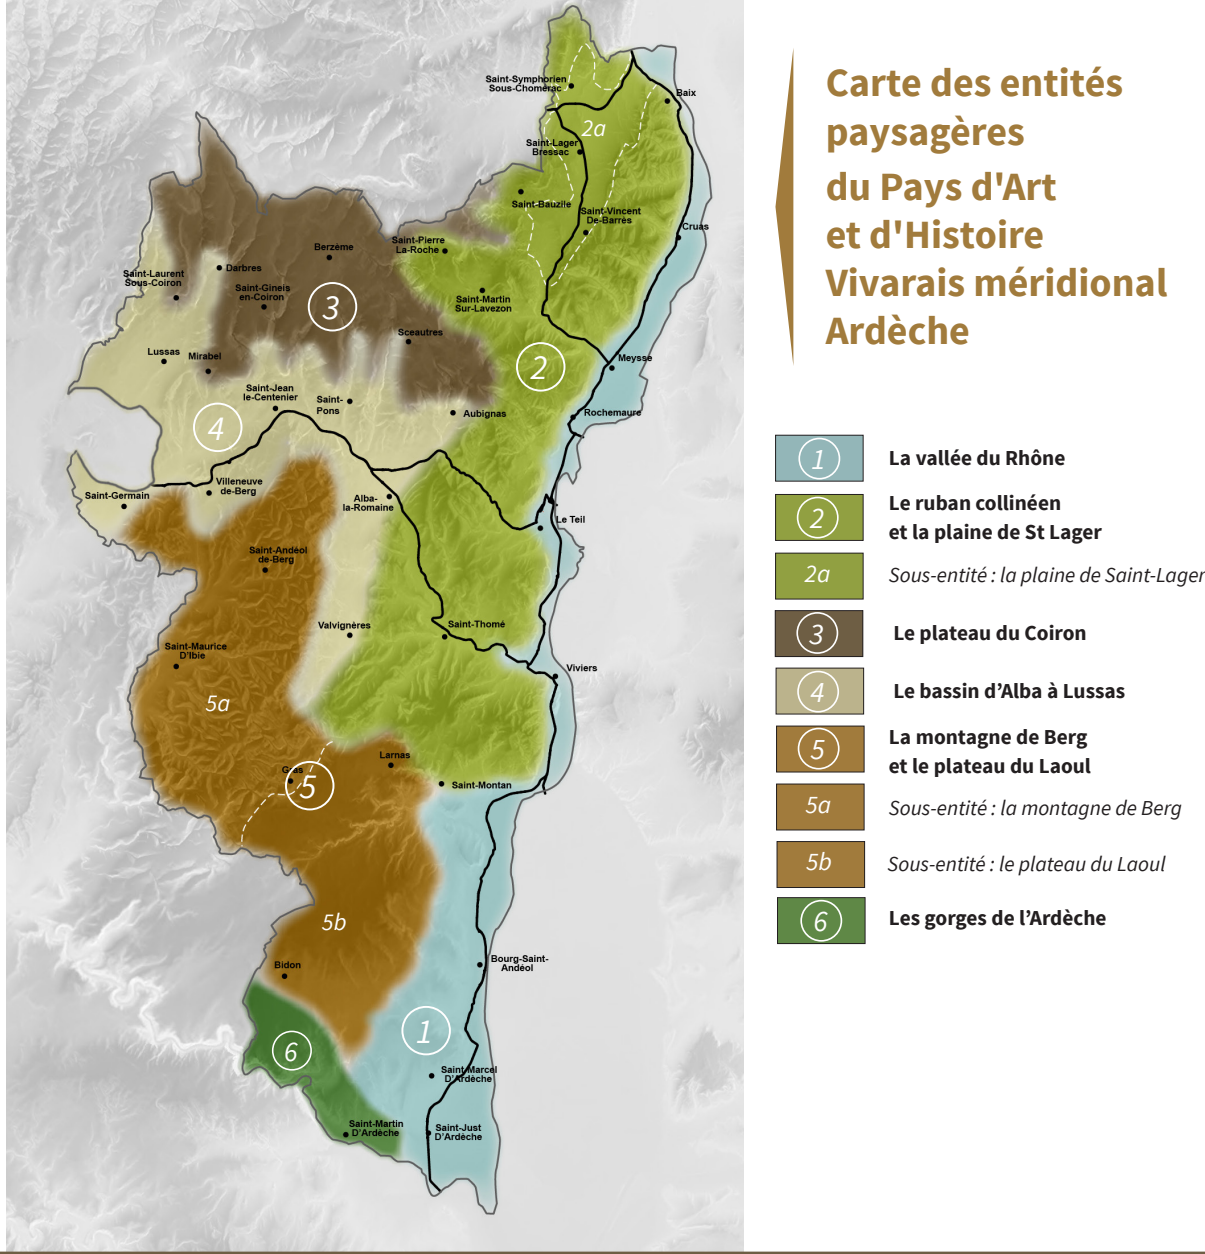 Carte des entités
paysagères
du Pays d'Art
et d'Histoire
Vivarais méridional
Ardèche
1
La vallée du Rhône
2
Le ruban collinéen
et la plaine de St Lager
2a
Sous-entité : la plaine de Saint-Lager
3
Le plateau du Coiron
4
Le bassin d’Alba à Lussas
5
La montagne de Berg
et le plateau du Laoul
5a
Sous-entité : la montagne de Berg
5b
Sous-entité : le plateau du Laoul
6
Les gorges de l’Ardèche
Saint-Symphorien
Sous-Chomérac
Baix
2a
Saint-Lager
Bressac
Saint-Bauzile
Saint-Vincent
De-Barrès
Cruas
Saint-Pierre
La-Roche
Berzème
Darbres
Saint-Laurent
Sous-Coiron
Saint-Gineis
en-Coiron
3
Saint-Martin
Sur-Lavezon
Sceautres
Lussas
Mirabel
2
Meysse
Saint-Jean
le-Centenier
Saint-
Pons
Aubignas
Rochemaure
4
Villeneuve
de-Berg
Saint-Germain
Alba-
la-Romaine
Le Teil
Saint-Andéol
de-Berg
Valvignères
Saint-Thomé
Saint-Maurice
D'Ibie
Viviers
5a
Larnas
Gras
5
Saint-Montan
5b
Bidon
Bourg-Saint-
Andéol
1
6
Saint-Marcel
D'Ardèche
Saint-Martin
D'Ardèche
Saint-Just
D'Ardèche